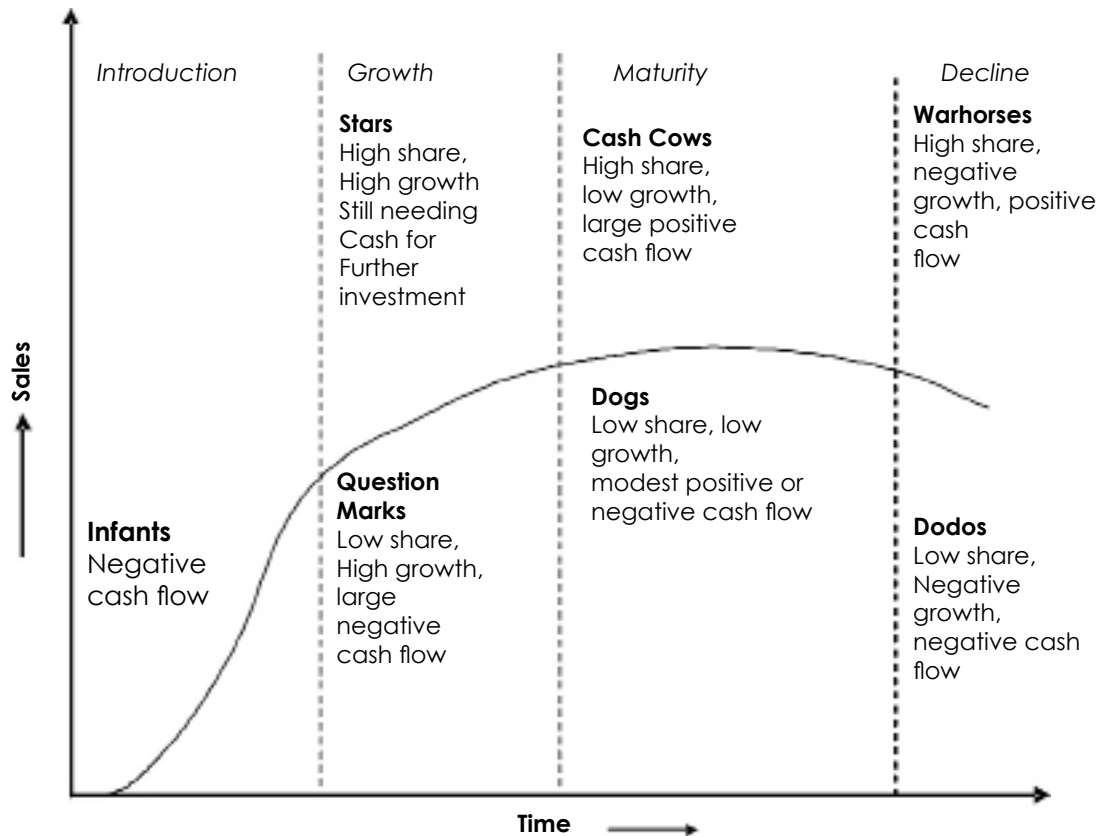 Introduction
Growth
Maturity
Decline
Stars
High share,
High growth
Still needing
Cash for
Further
investment
Cash Cows
High share,
low growth,
large positive
cash flow
Warhorses
High share,
negative
growth, positive
cash
flow
Sales
Infants
Negative
cash flow
Question
Marks
Low share,
High growth,
large
negative
cash flow
Dogs
Low share, low
growth,
modest positive or
negative cash flow
Dodos
Low share,
Negative
growth,
negative cash
flow
Time